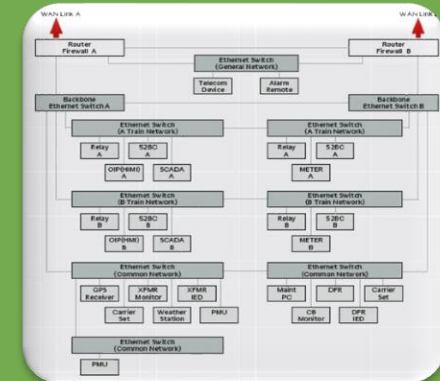 WAN Link A
WAN Link
Router
Firewall A
Router
Firewall B
Ethernet Switch
(General Network)
Telecom
Device
Alarm
Remote
Backbone
Ethernet Switch A
Backbone
Ethernet Switch B
Ethernet Switch
(A Train Network)
Ethernet Switch
(A Train Network)
Relay
A
52BC
A
Relay
A
52BC
A
OIP(HMI)
A
SCADA
A
METER
A
Ethernet Switch
(B Train Network)
Ethernet Switch
(B Train Network)
Relay
B
52BC
B
Relay
B
52BC
B
OIP(HMI)
B
SCADA
B
METER
B
Ethernet Switch
(Common Network)
Ethernet Switch
(Common Network)
GPS
Receiver
XFMR
Monitor
XFMR
IED
Maint
PC
DFR
Carrier
Set
Carrier
Set
Weather
Station
PMU
CB
Monitor
DFR
IED
Ethernet Switch
(Common Network)
PMU